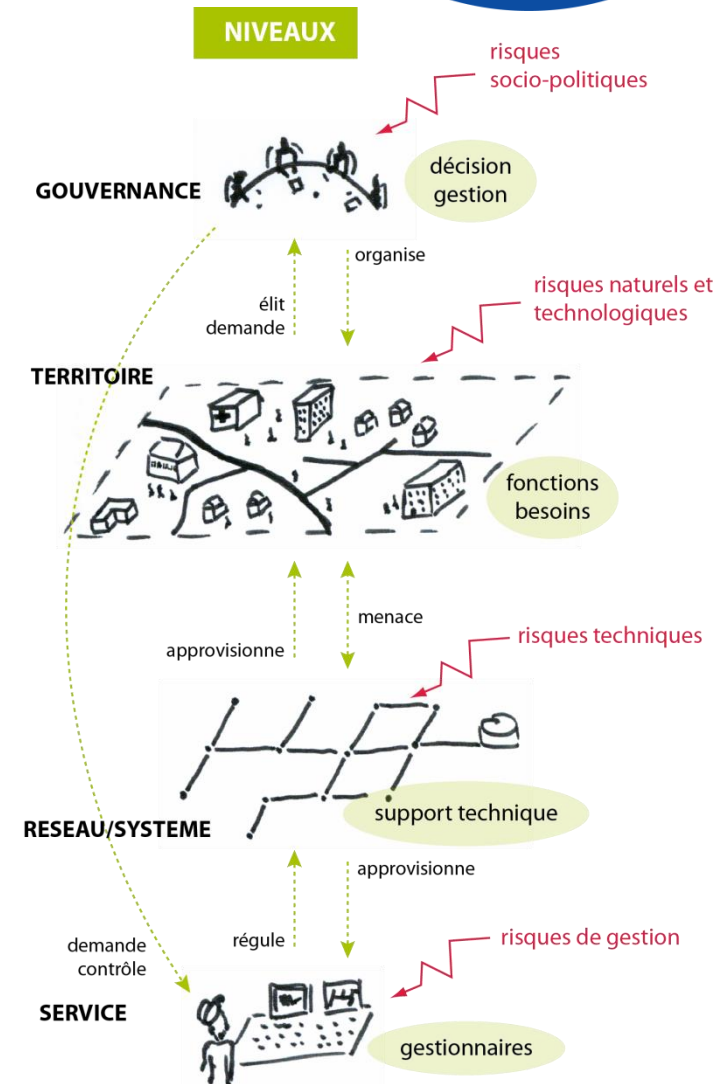 NIVEAUX
risques
socio-politiques
décision
gestion
GOUVERNANCE
organise
élit
demande
risques naturels et
technologiques
TERRITOIRE
fonctions
besoins
menace
approvisionne
risques techniques
support technique
RESEAU/SYSTEME
approvisionne
régule
demande
contrôle
risques de gestion
SERVICE
gestionnaires